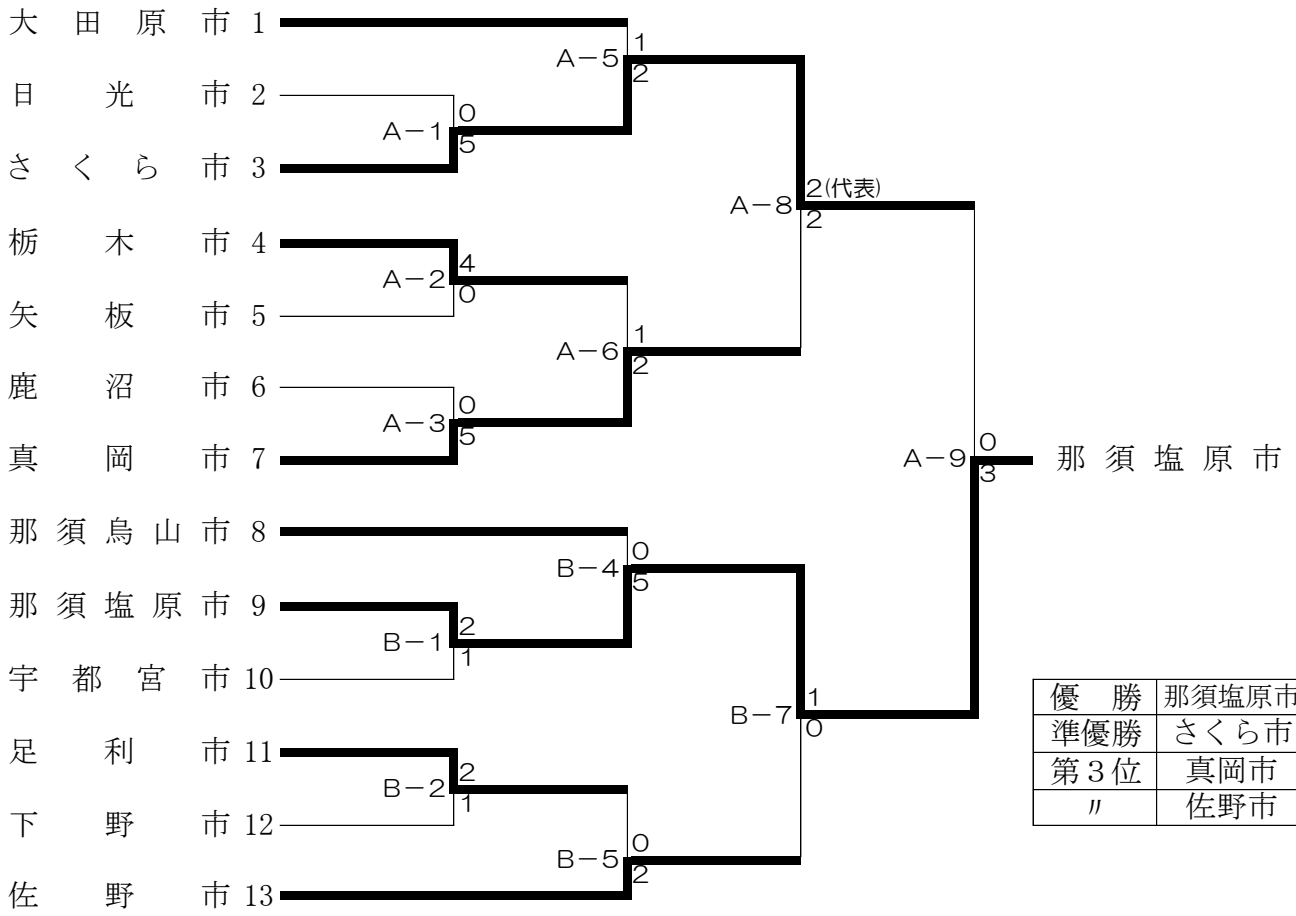 大田原市 1
1
A-5
2
日光市 2
0
A-1
5
さくら市 3
2(代表)
A-8
2
栃木市 4
4
A-2
0
矢板市 5
1
A-6
2
鹿沼市 6
0
A-3
5
真岡市 7
0
A-9
3
那須塩原市
那須烏山市 8
0
B-4
5
那須塩原市 9
2
B-1
1
宇都宮市 10
1
B-7
0
足利市 11
2
B-2
1
下野市 12
0
B-5
2
佐野市 13
優勝 那須塩原市
準優勝 さくら市
第3位 真岡市
〃 佐野市